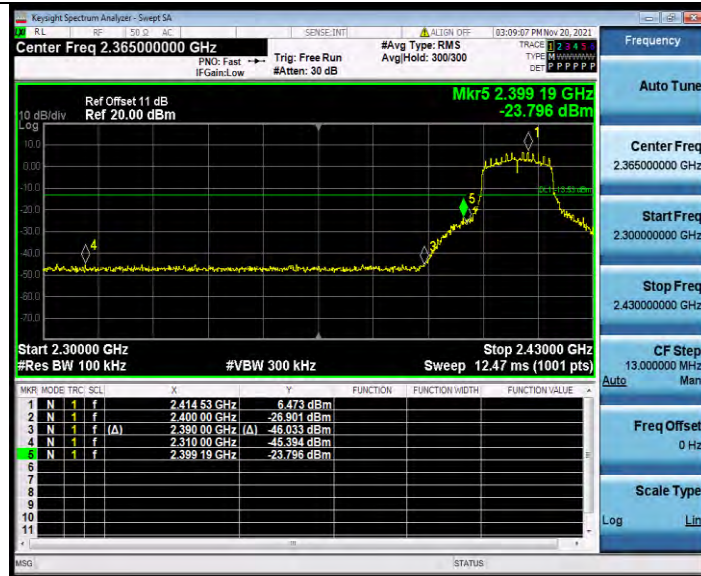 Keysight Spectrum Analyzer - Swept SA
RL RF 50 Ω AC SENSE:INT ALIGN OFF 03:09:07 PM Nov 20, 2021
Center Freq 2.365000000 GHz
PNO: Fast
IFGain:Low
Trig: Free Run
#Atten: 30 dB
#Avg Type: RMS
Avg|Hold: 300/300
TRACE 1 2 3 4 5 6
TYPE M WWWWW
DET P P P P P P
10 dB/div
Log
Ref Offset 11 dB
Ref 20.00 dBm
Mkr5 2.399 19 GHz
-23.796 dBm
10.0
0.00
-10.0
-20.0
-30.0
-40.0
-50.0
-60.0
-70.0
1
5
3
4
DL1 -13.53 dBm
Start 2.30000 GHz
Stop 2.43000 GHz
#Res BW 100 kHz
#VBW 300 kHz
Sweep 12.47 ms (1001 pts)
MKR MODE TRC SCL X Y FUNCTION FUNCTION WIDTH FUNCTION VALUE
1 N 1 f 2.414 53 GHz 6.473 dBm
2 N 1 f 2.400 00 GHz -26.901 dBm
3 N 1 f (Δ) 2.390 00 GHz (Δ) -46.033 dBm
4 N 1 f 2.310 00 GHz -45.394 dBm
5 N 1 f 2.399 19 GHz -23.796 dBm
6
7
8
9
10
11
MSG
STATUS
Frequency
Auto Tune
Center Freq
2.365000000 GHz
Start Freq
2.300000000 GHz
Stop Freq
2.430000000 GHz
CF Step
13.000000 MHz
Auto Man
Freq Offset
0 Hz
Scale Type
Log Lin